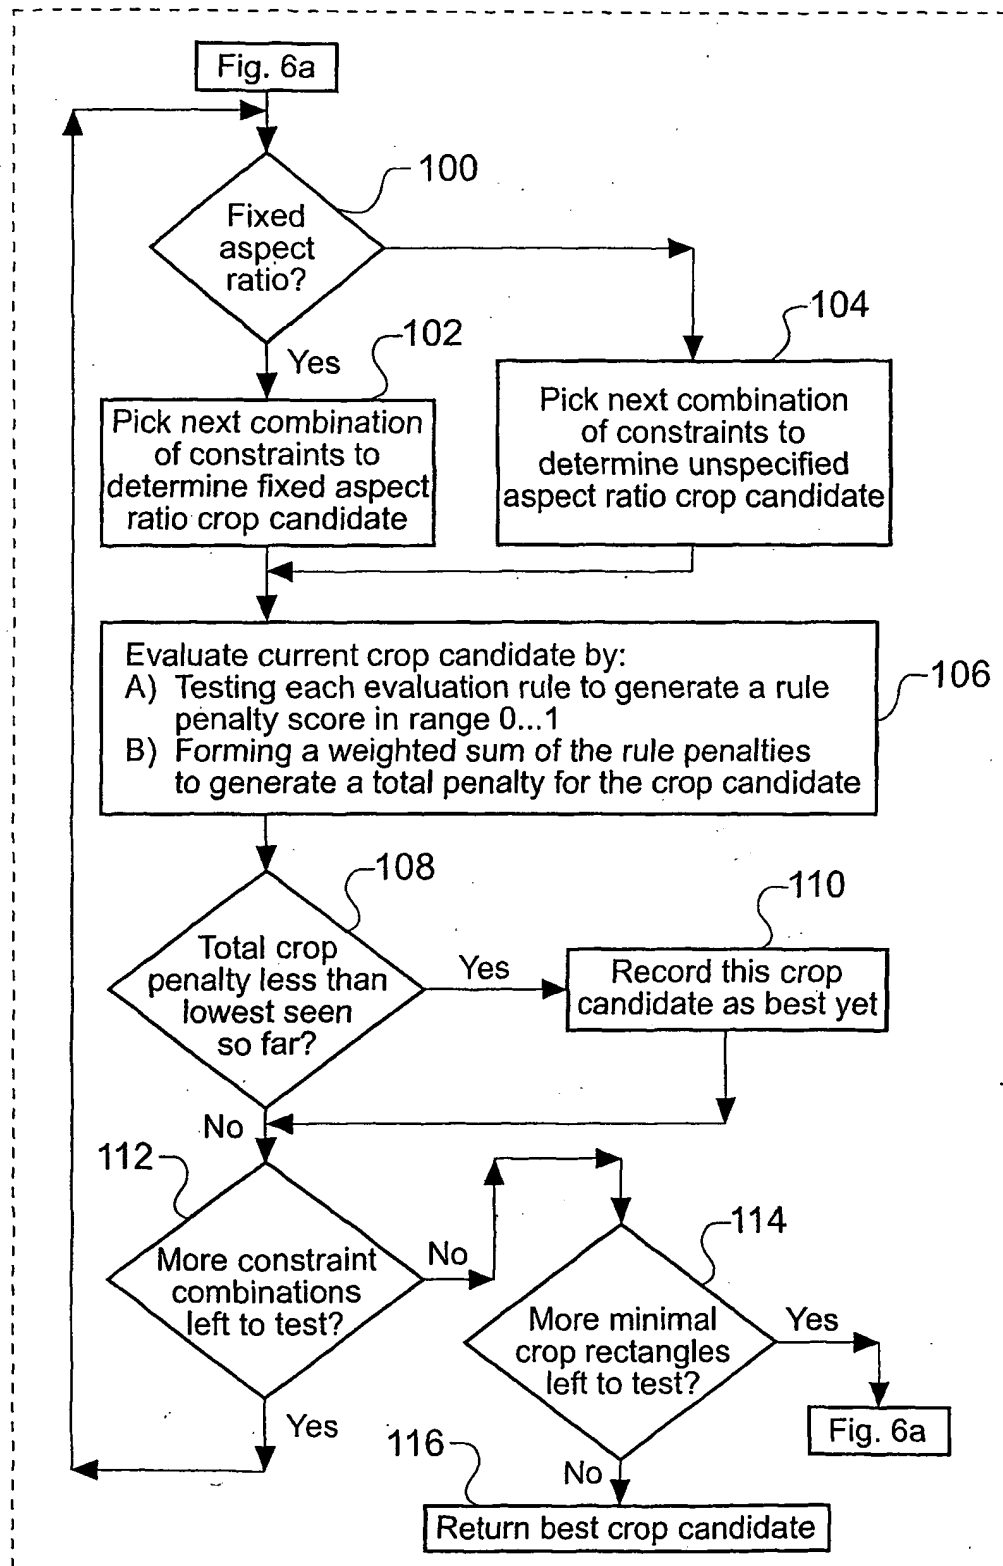 Fig. 6a
100
Fixed
aspect
ratio?
102
Yes
104
Pick next combination
of constraints to
determine fixed aspect
ratio crop candidate
Pick next combination
of constraints to
determine unspecified
aspect ratio crop candidate
Evaluate current crop candidate by:
A) Testing each evaluation rule to generate a rule
penalty score in range 0...1
B) Forming a weighted sum of the rule penalties
to generate a total penalty for the crop candidate
106
108
Total crop
penalty less than
lowest seen
so far?
Yes
110
Record this crop
candidate as best yet
No
112
More constraint
combinations
left to test?
No
Yes
114
More minimal
crop rectangles
left to test?
Yes
Fig. 6a
116
No
Return best crop candidate